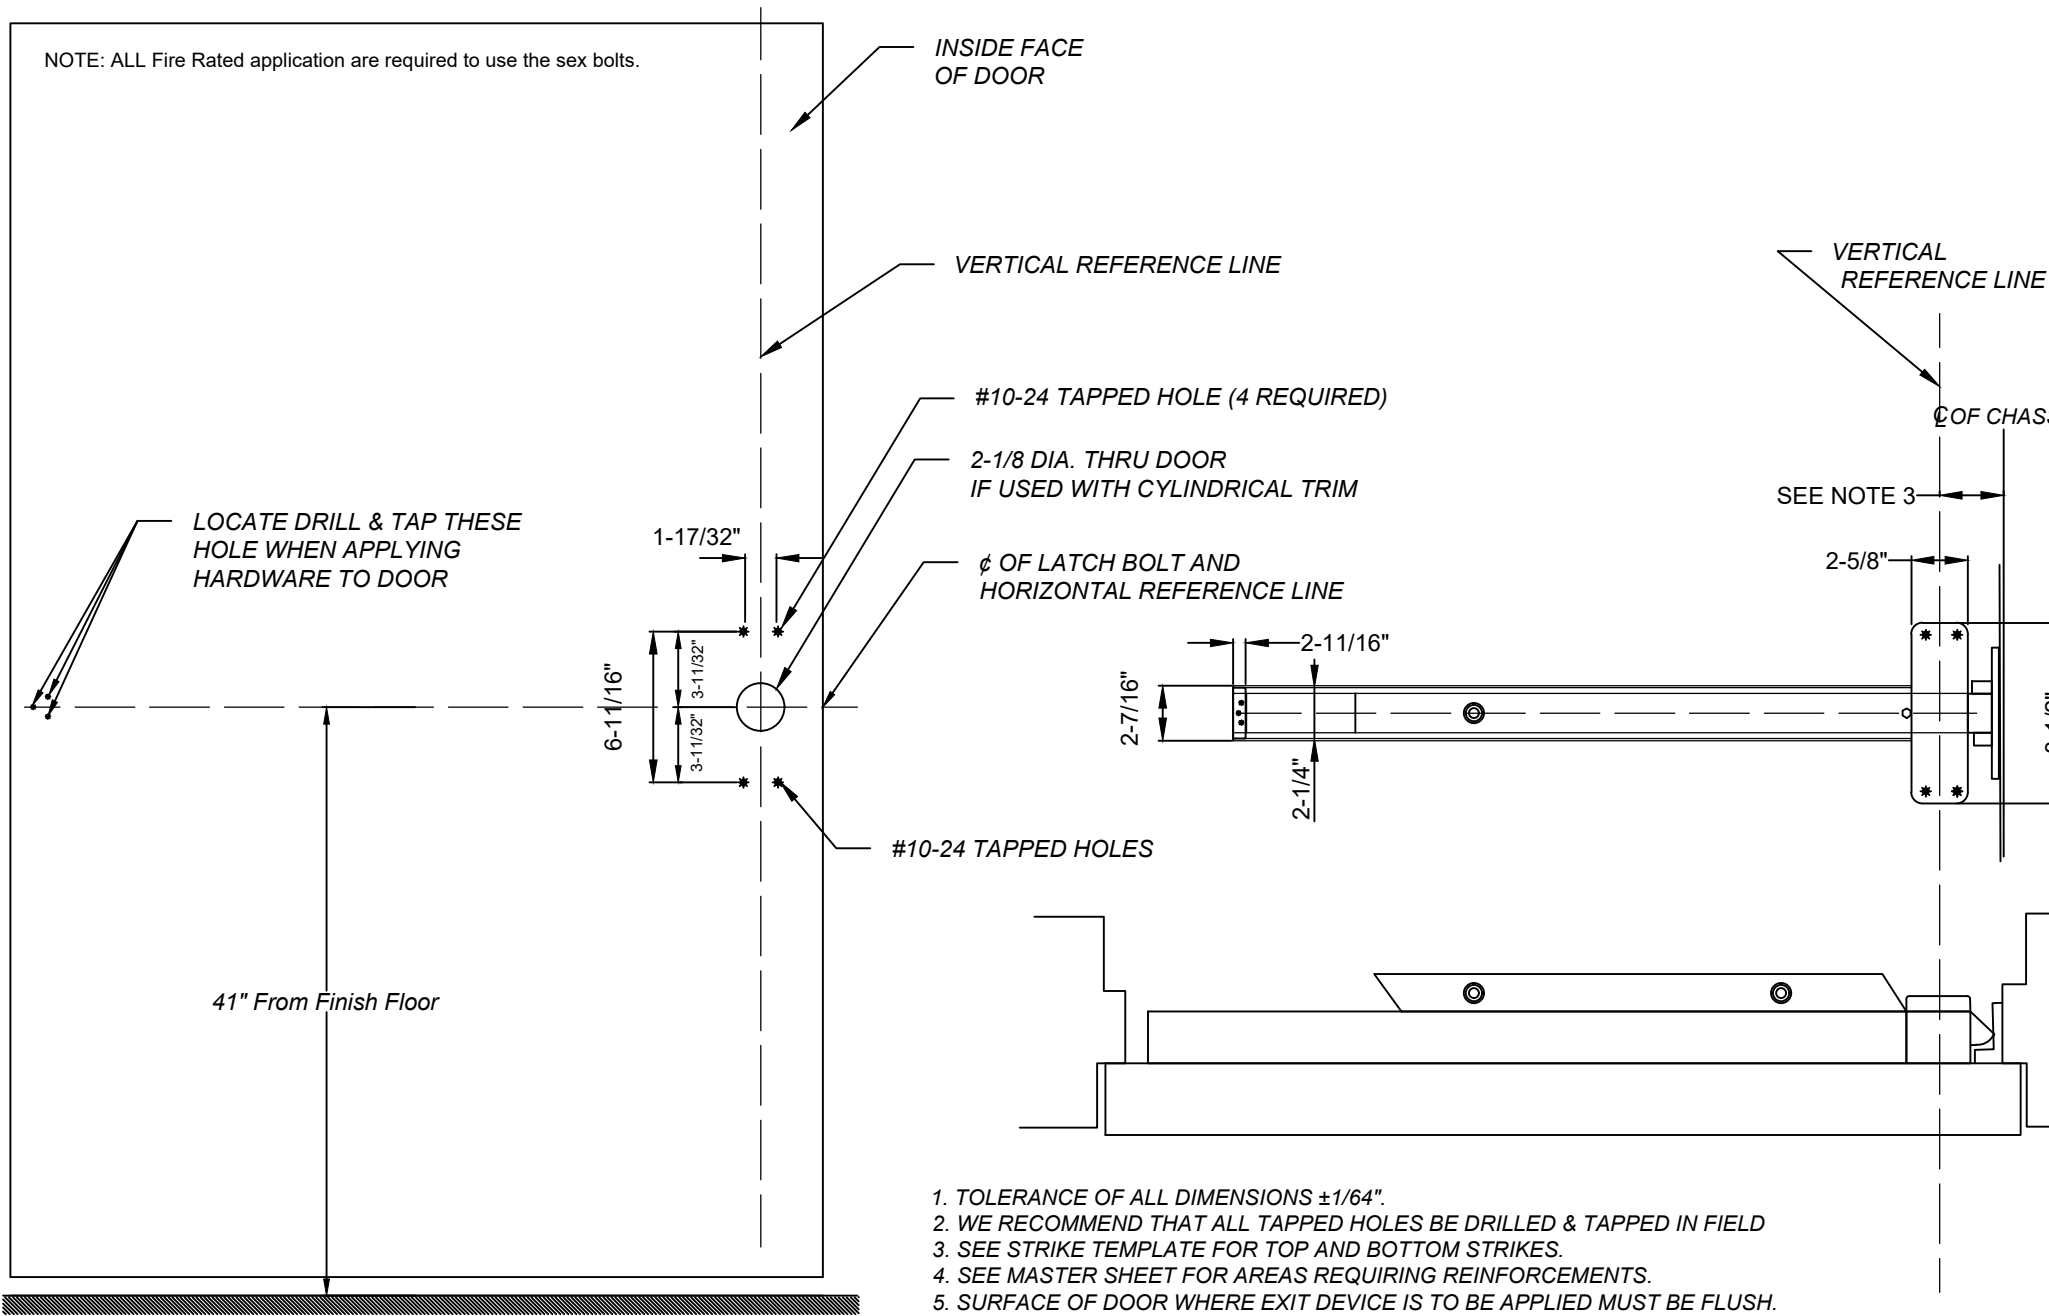 NOTE: ALL Fire Rated application are required to use the sex bolts.
INSIDE FACE
OF DOOR
VERTICAL REFERENCE LINE
VERTICAL
REFERENCE LINE
#10-24 TAPPED HOLE (4 REQUIRED)
℄ OF CHASS
2-1/8 DIA. THRU DOOR
IF USED WITH CYLINDRICAL TRIM
SEE NOTE 3
LOCATE DRILL & TAP THESE
HOLE WHEN APPLYING
HARDWARE TO DOOR
1-17/32"
¢ OF LATCH BOLT AND
HORIZONTAL REFERENCE LINE
2-5/8"
6-11/16"
3-11/32"
3-11/32"
2-11/16"
2-7/16"
2-1/4"
#10-24 TAPPED HOLES
41" From Finish Floor
1. TOLERANCE OF ALL DIMENSIONS ±1/64".
2. WE RECOMMEND THAT ALL TAPPED HOLES BE DRILLED & TAPPED IN FIELD
3. SEE STRIKE TEMPLATE FOR TOP AND BOTTOM STRIKES.
4. SEE MASTER SHEET FOR AREAS REQUIRING REINFORCEMENTS.
5. SURFACE OF DOOR WHERE EXIT DEVICE IS TO BE APPLIED MUST BE FLUSH.